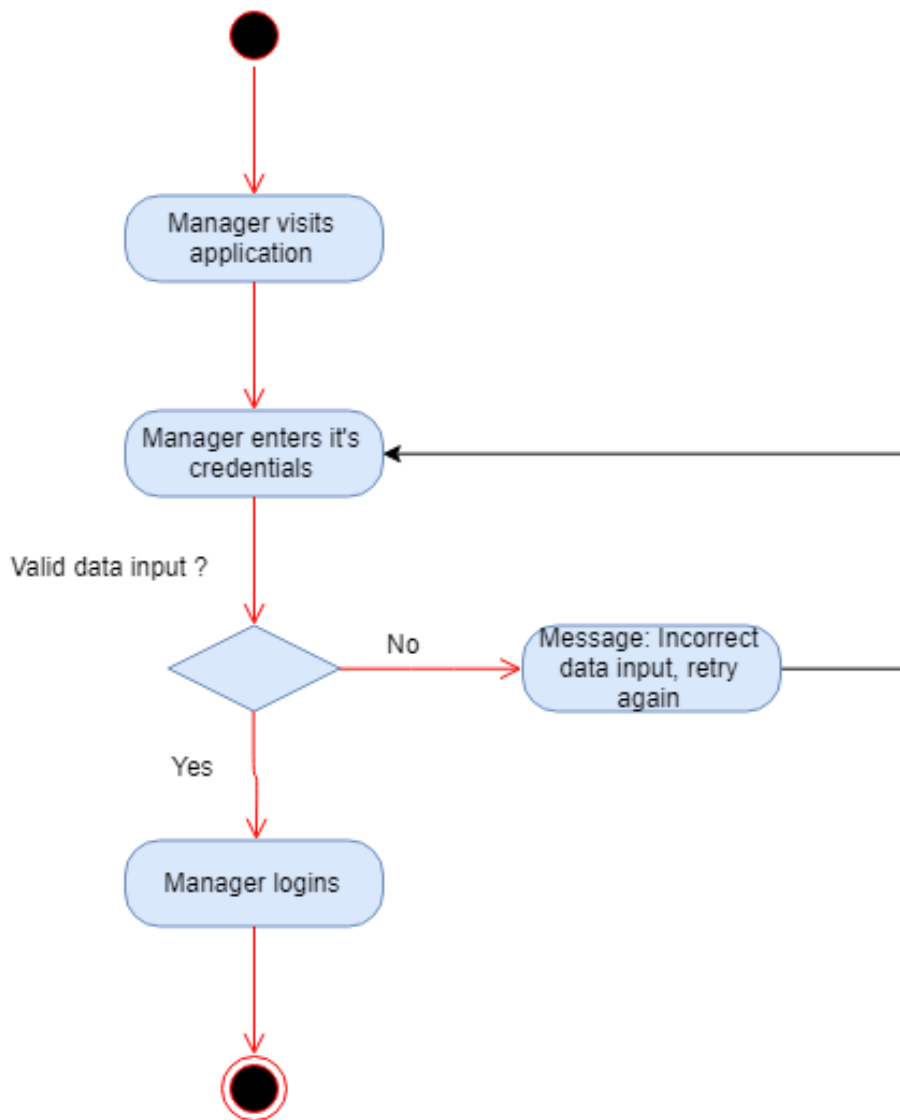 Manager visits
application
Manager enters it's
credentials
Valid data input ?
No
Message: Incorrect
data input, retry
again
Yes
Manager logins